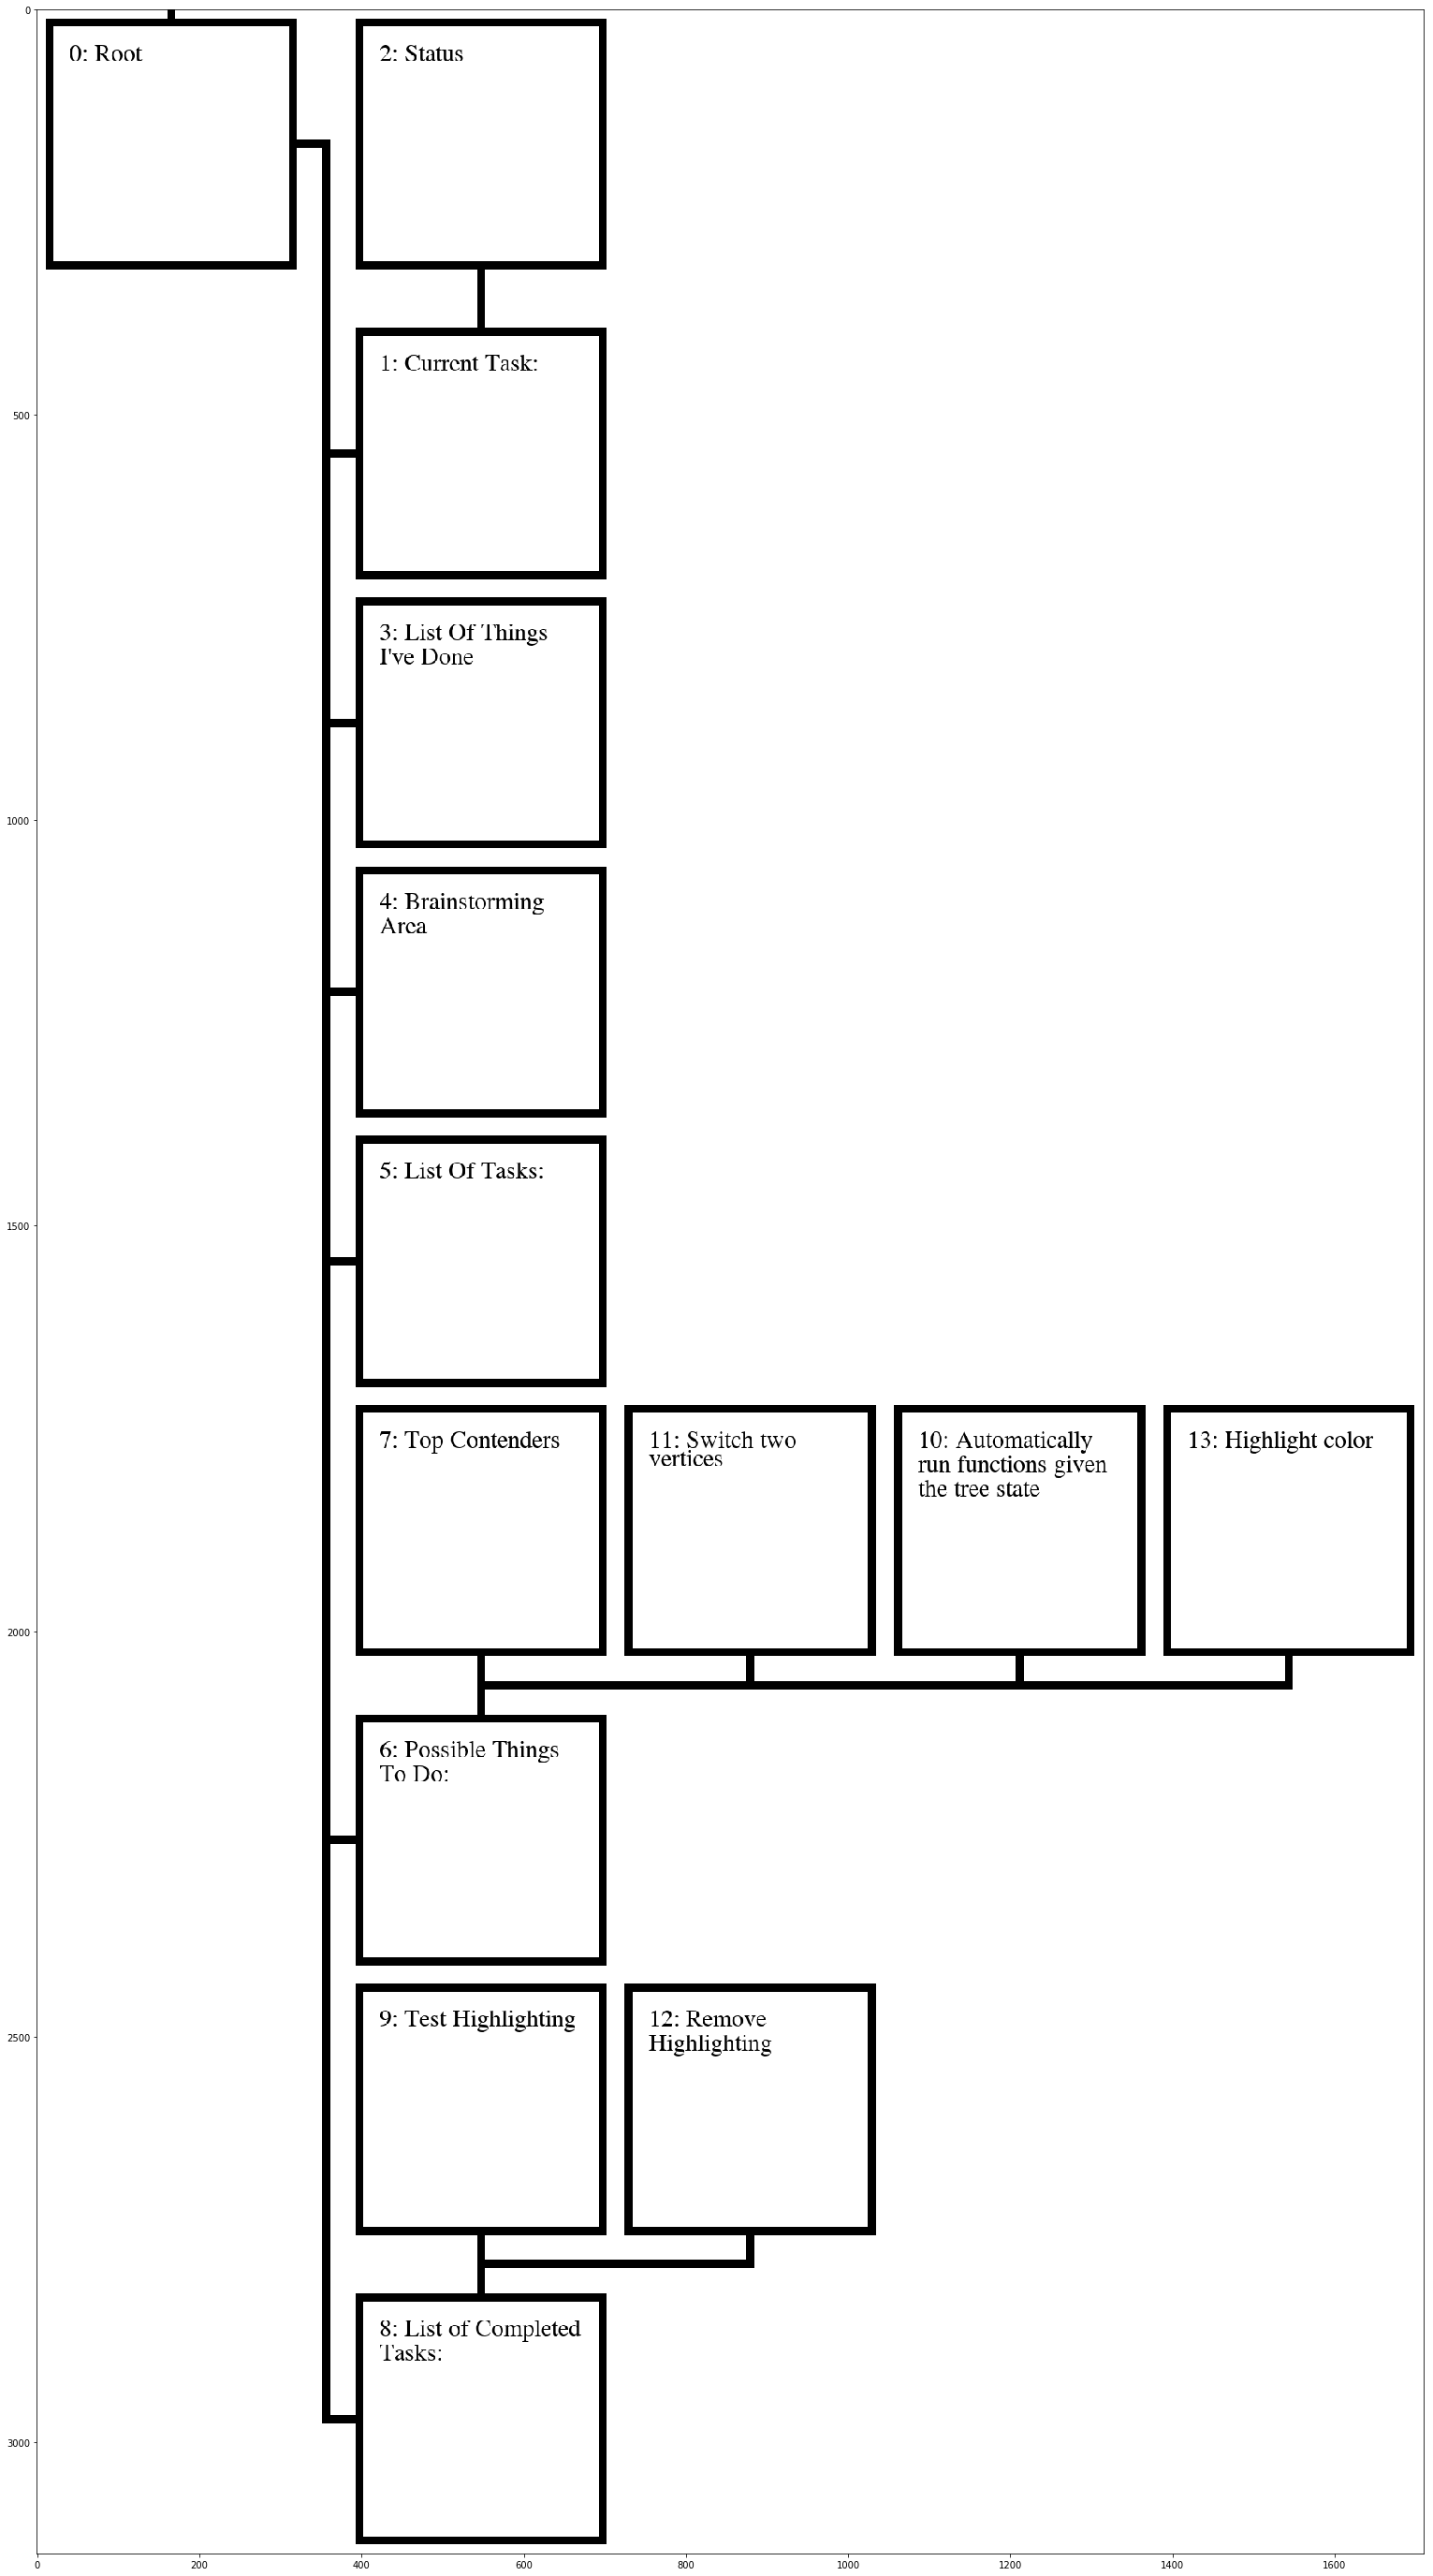 0: Root
2: Status
1: Current Task:
3: List Of Things
I've Done
4: Brainstorming
Area
5: List Of Tasks:
7: Top Contenders
11: Switch two
vertices
10: Automatically
run functions given
the tree state
13: Highlight color
6: Possible Things
To Do:
9: Test Highlighting
12: Remove
Highlighting
8: List of Completed
Tasks:
0
500
1000
1500
2000
2500
3000
0
200
400
600
800
1000
1200
1400
1600